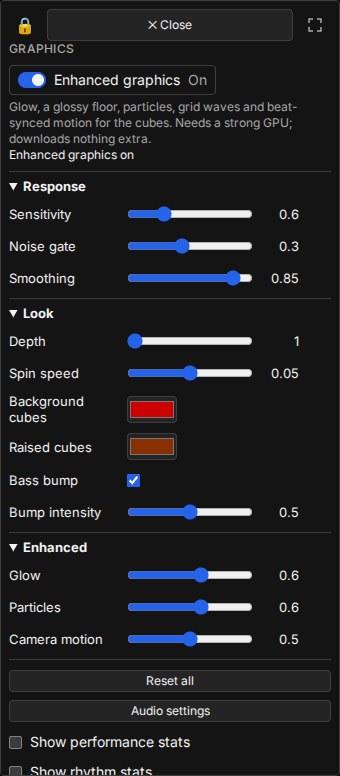 Close
GRAPHICS
Enhanced graphics On
Glow, a glossy floor, particles, grid waves and beat-
synced motion for the cubes. Needs a strong GPU;
downloads nothing extra.
Enhanced graphics on
Response
Sensitivity 0.6
Noise gate 0.3
Smoothing 0.85
Look
Depth 1
Spin speed 0.05
Background
cubes
Raised cubes
Bass bump
Bump intensity 0.5
Enhanced
Glow 0.6
Particles 0.6
Camera motion 0.5
Reset all
Audio settings
Show performance stats
Show rhythm stats